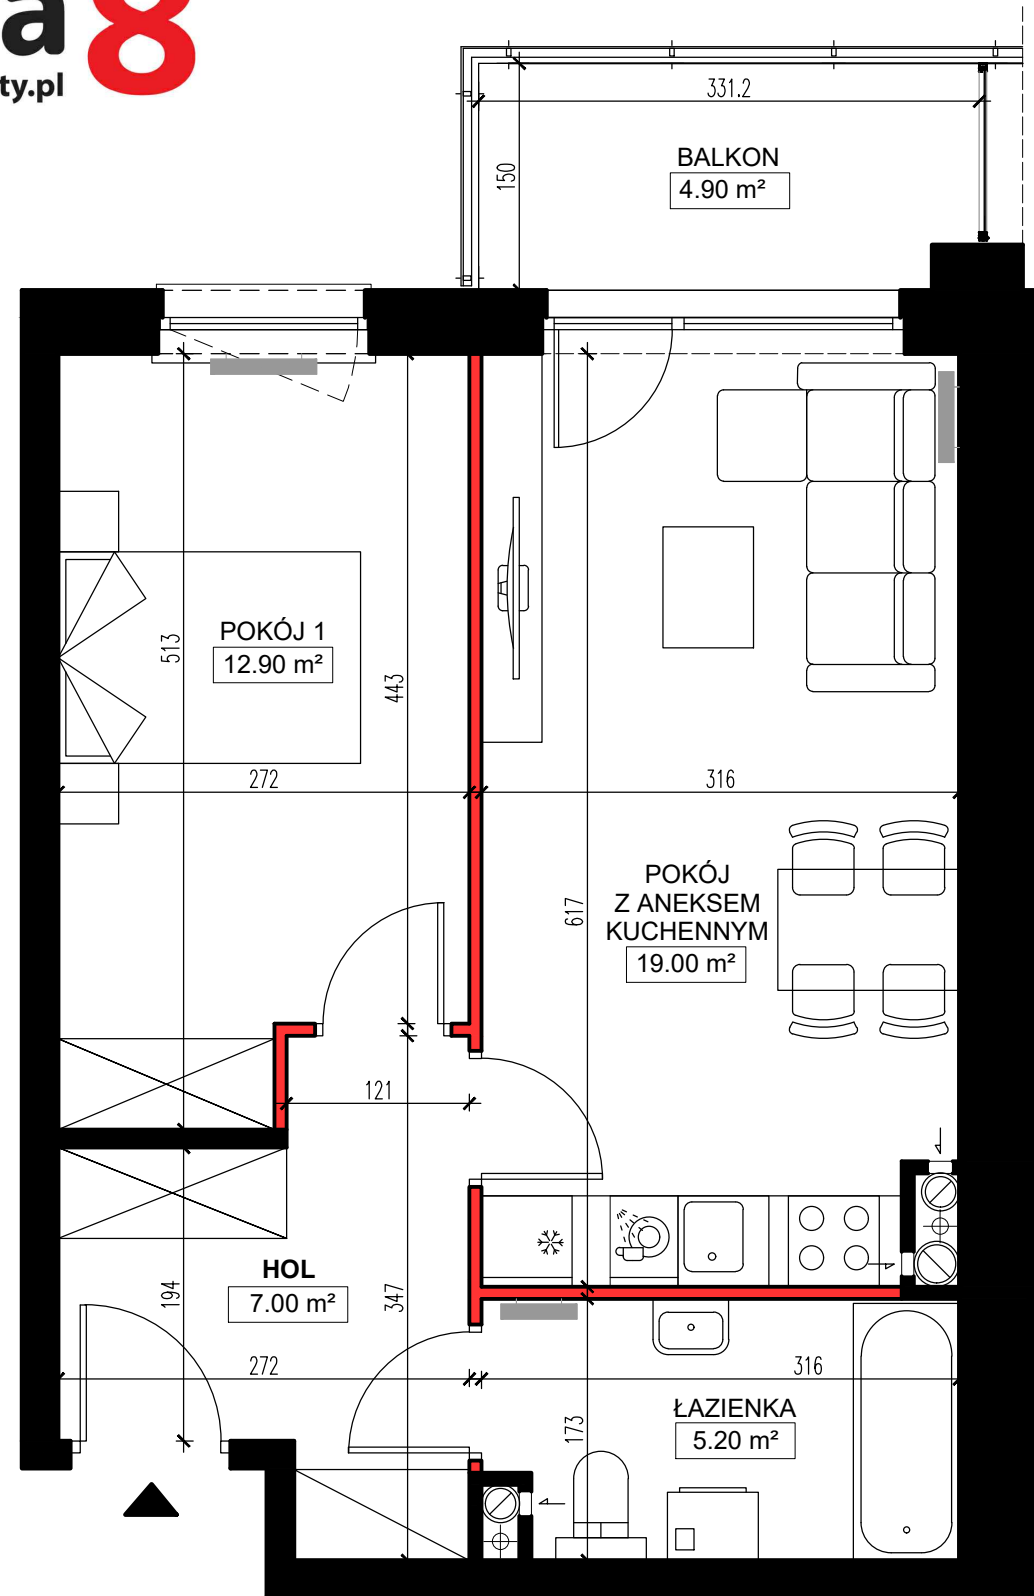 a8
ty.pl
331.2
BALKON
4.90 m²
150
POKÓJ 1
12.90 m²
513
443
272
316
POKÓJ
Z ANEKSEM
KUCHENNYM
19.00 m²
617
121
HOL
7.00 m²
194
347
272
316
ŁAZIENKA
5.20 m²
173